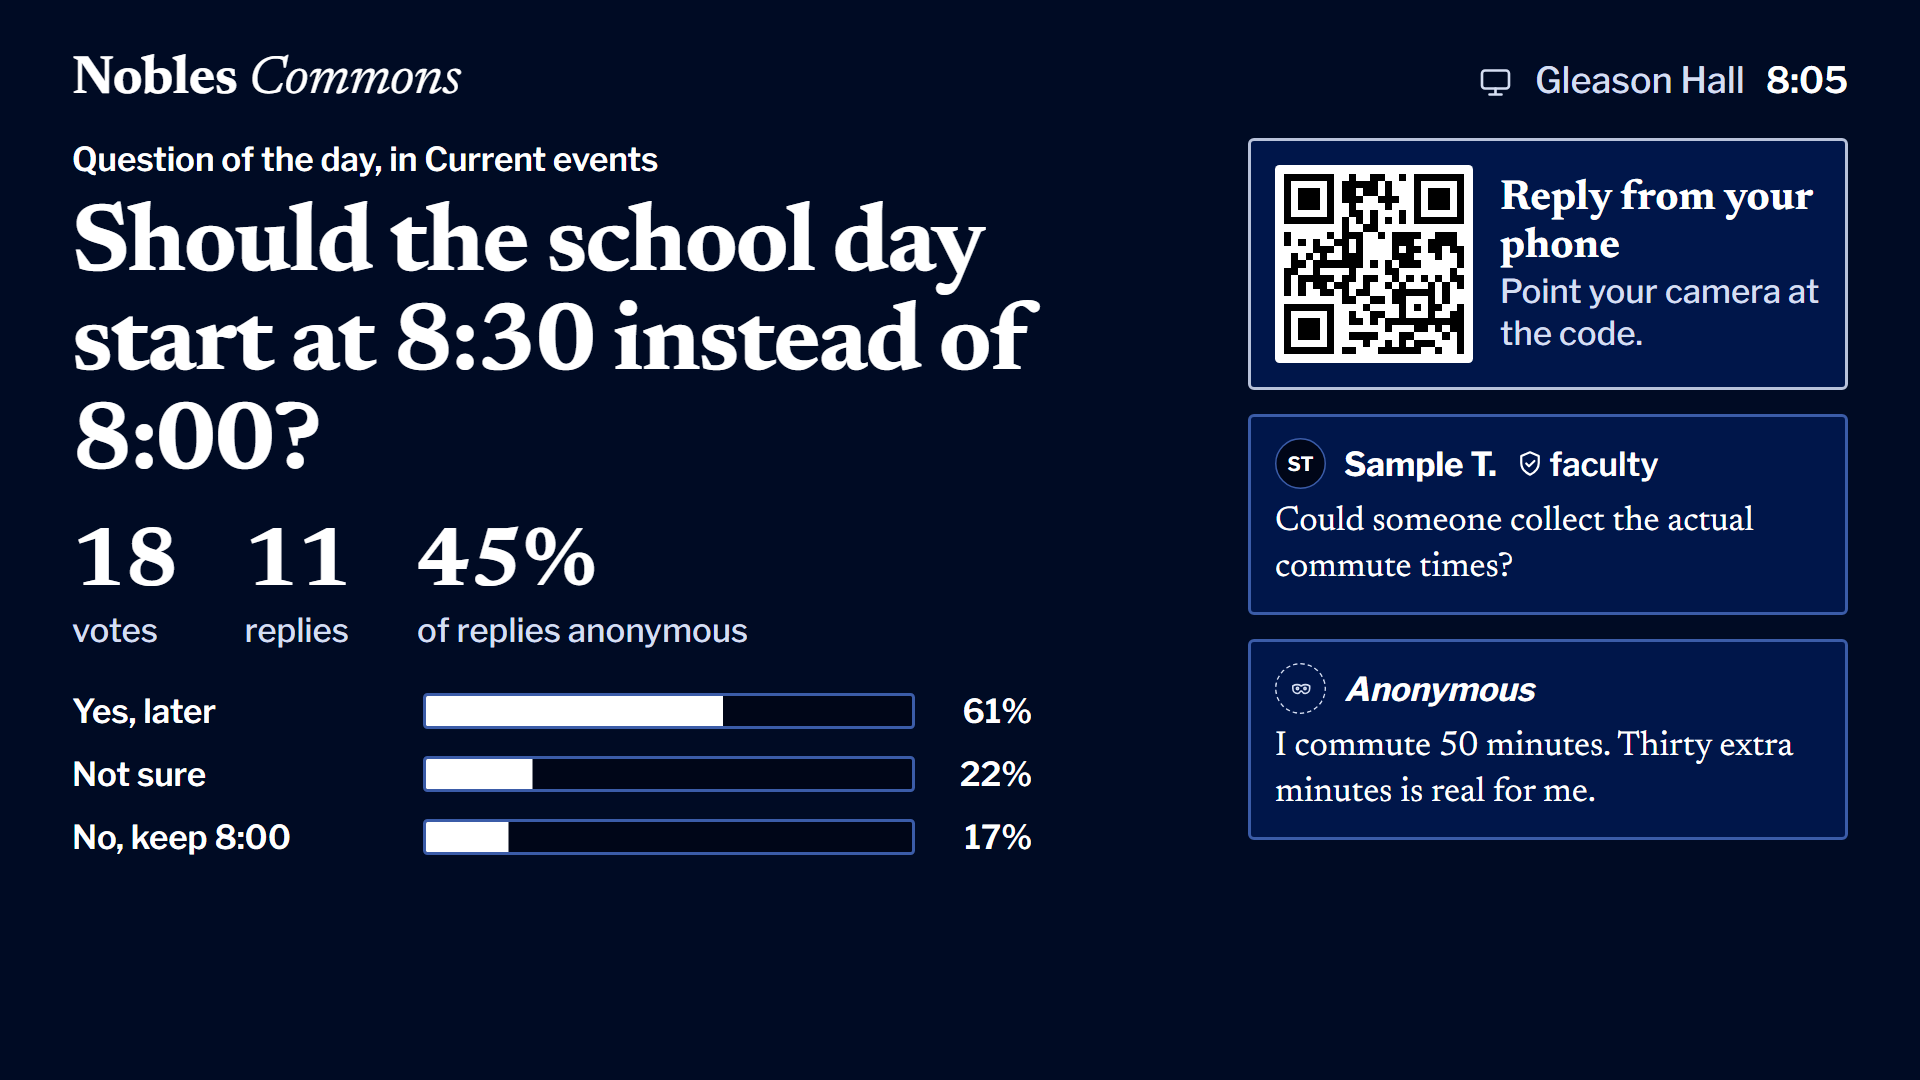 Nobles Commons
Gleason Hall 8:05
Question of the day, in Current events
Should the school day
start at 8:30 instead of
8:00?
18
votes
11
replies
45%
of replies anonymous
Yes, later 61%
Not sure 22%
No, keep 8:00 17%
Reply from your
phone
Point your camera at
the code.
ST Sample T. faculty
Could someone collect the actual
commute times?
Anonymous
I commute 50 minutes. Thirty extra
minutes is real for me.